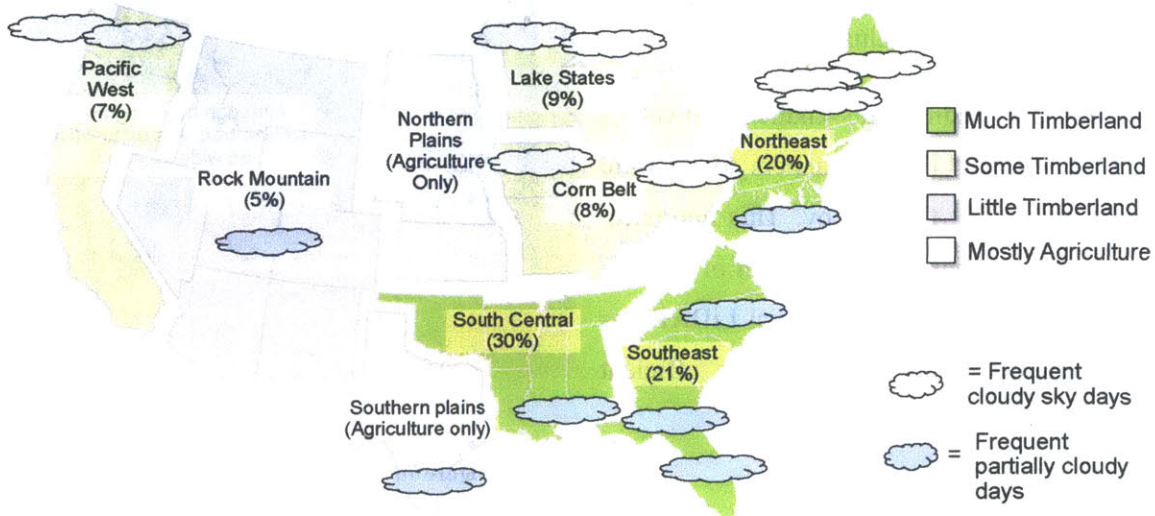 Pacific
West
(7%)
Lake States
(9%)
Northern
Plains
(Agriculture
Only)
Rock Mountain
(5%)
Corn Belt
(8%)
Northeast
(20%)
South Central
(30%)
Southeast
(21%)
Southern plains
(Agriculture only)
Much Timberland
Some Timberland
Little Timberland
Mostly Agriculture
= Frequent
cloudy sky days
= Frequent
partially cloudy
days